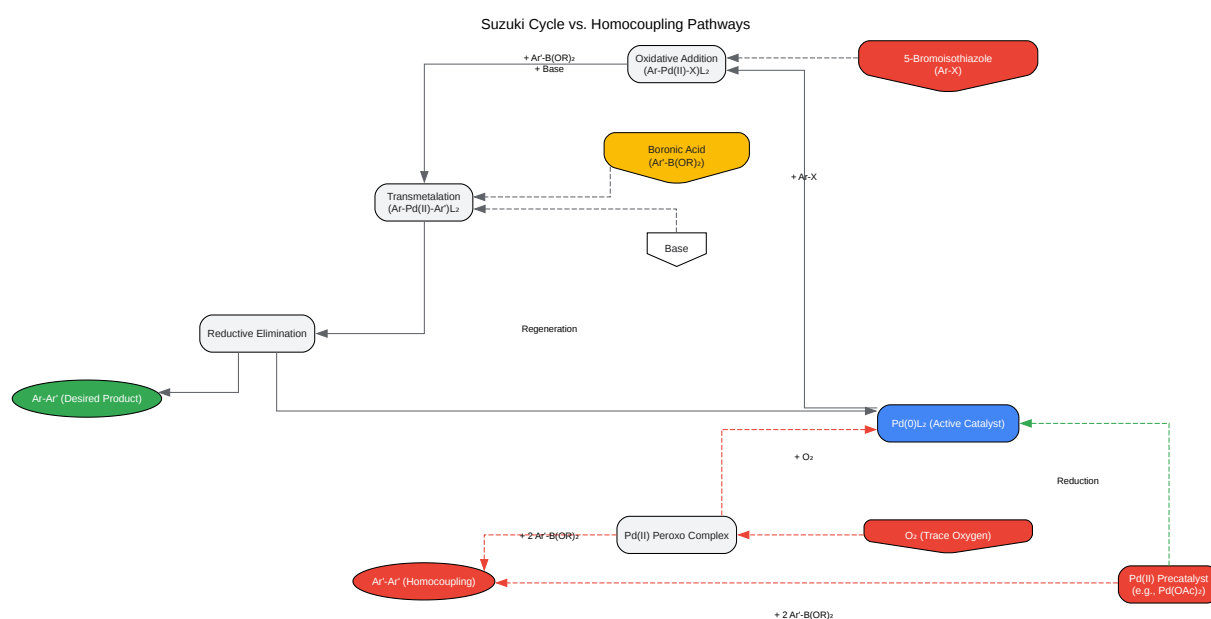 Suzuki Cycle vs. Homocoupling Pathways
+ Ar'-B(OR)₂
+ Base
Oxidative Addition
(Ar-Pd(II)-X)L₂
5-Bromoisothiazole
(Ar-X)
Boronic Acid
(Ar'-B(OR)₂)
+ Ar-X
Transmetalation
(Ar-Pd(II)-Ar')L₂
Base
Regeneration
Reductive Elimination
Ar-Ar' (Desired Product)
Pd(0)L₂ (Active Catalyst)
+ O₂
Reduction
+ 2 Ar'-B(OR)₂
Pd(II) Peroxo Complex
O₂ (Trace Oxygen)
Ar'-Ar' (Homocoupling)
Pd(II) Precatalyst
(e.g., Pd(OAc)₂)
+ 2 Ar'-B(OR)₂